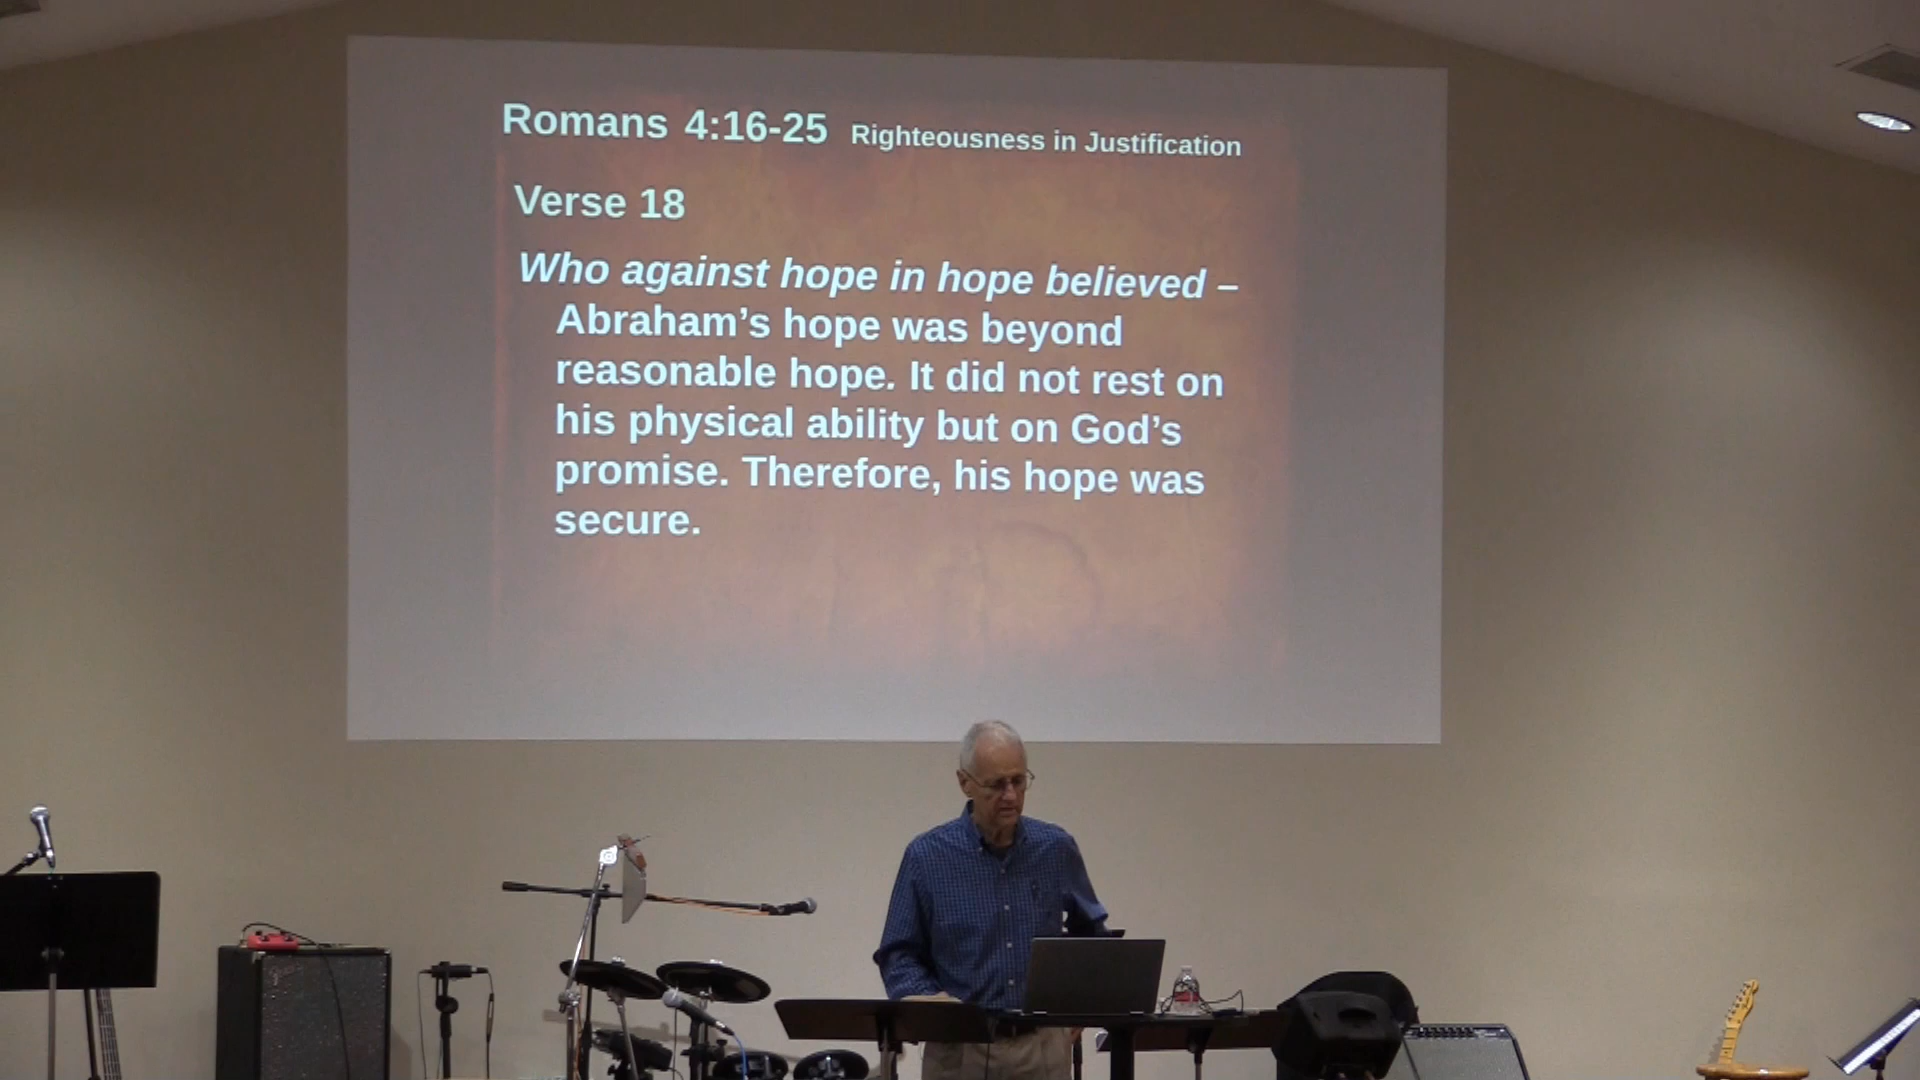 Romans 4:16-25 Righteousness in Justification
Verse 18
Who against hope in hope believed –
Abraham’s hope was beyond
reasonable hope. It did not rest on
his physical ability but on God’s
promise. Therefore, his hope was
secure.